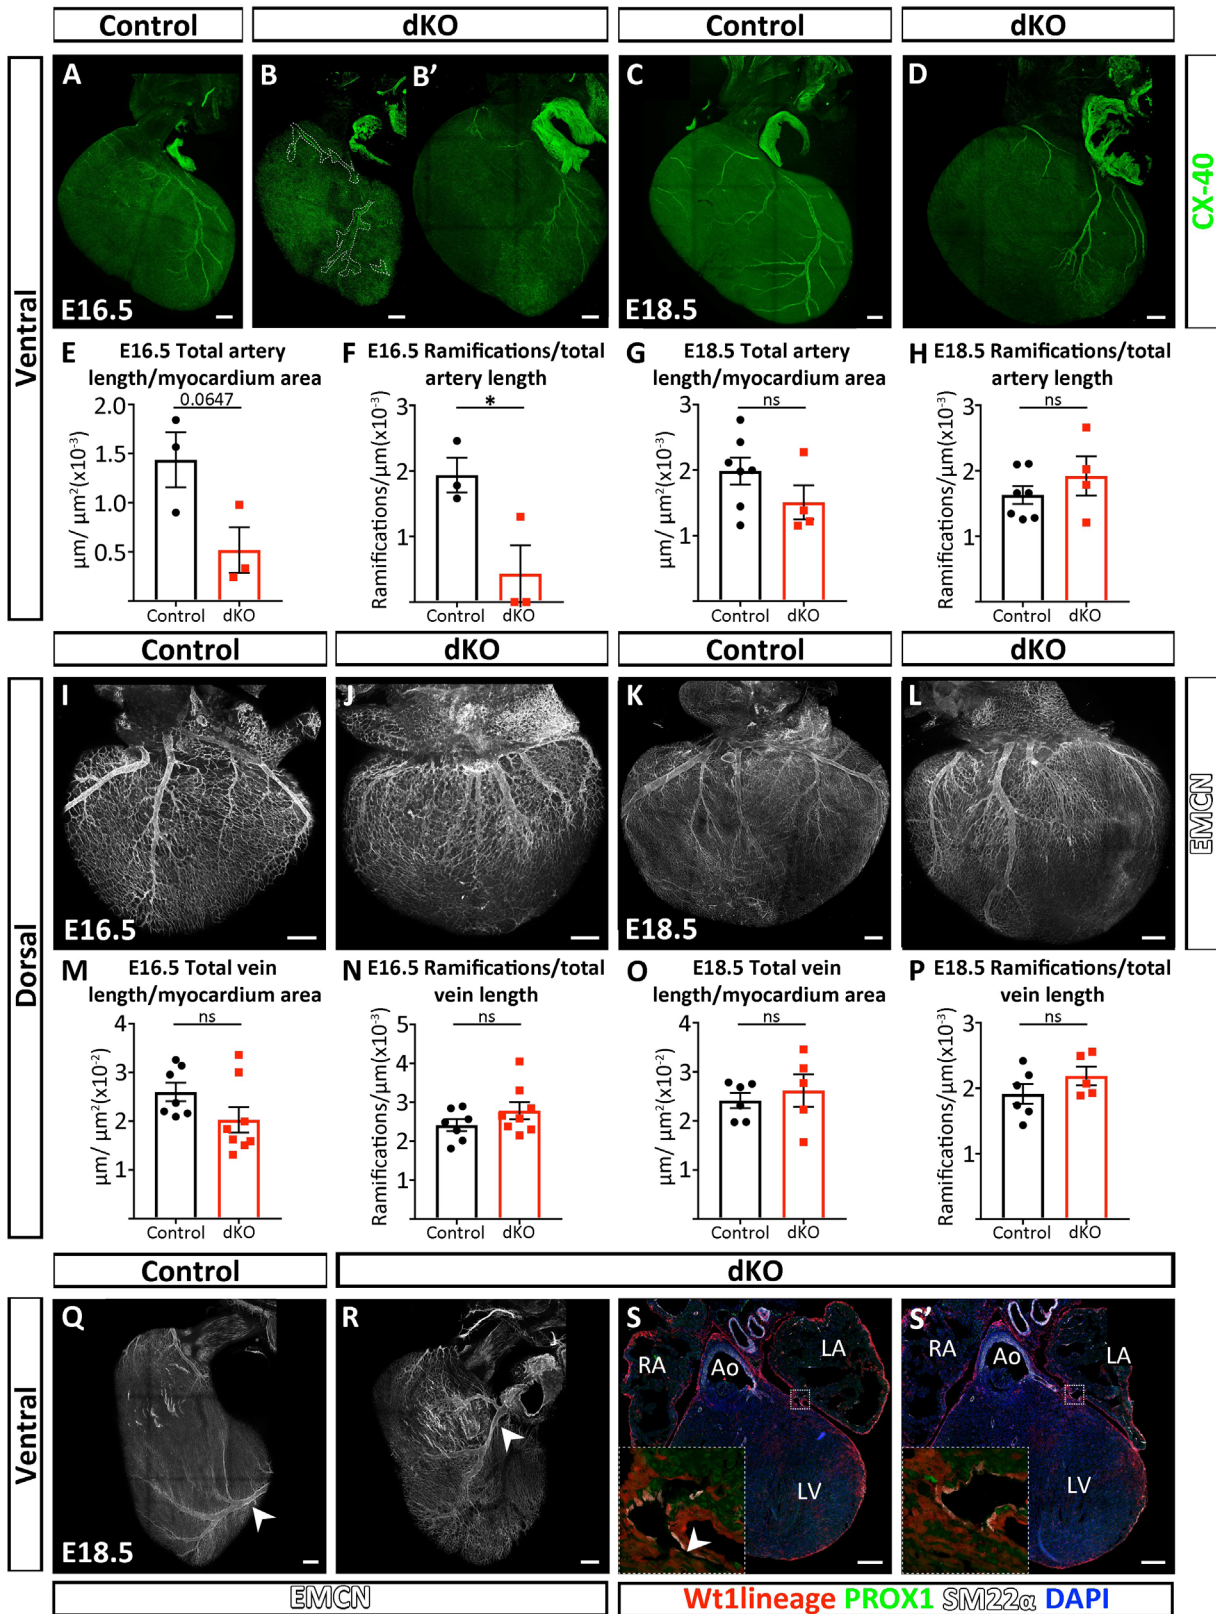 Control dKO Control dKO
Ventral
A B B′ C D
CX-40
E16.5 E18.5
E E16.5 Total artery
length/myocardium area
0.0647
2.0
1.5
1.0
0.5
μm/ μm²(x10⁻³)
Control dKO
F E16.5 Ramifications/total
artery length
*
3
2
1
Ramifications/μm(x10⁻³)
Control dKO
G E18.5 Total artery
length/myocardium area
ns
3
2
1
μm/ μm²(x10⁻³)
Control dKO
H E18.5 Ramifications/total
artery length
ns
3
2
1
Ramifications/μm(x10⁻³)
Control dKO
Control dKO Control dKO
Dorsal
I J K L
EMCN
E16.5 E18.5
M E16.5 Total vein
length/myocardium area
ns
4
3
2
1
μm/ μm²(x10⁻²)
Control dKO
N E16.5 Ramifications/total
vein length
ns
5
4
3
2
1
Ramifications/μm(x10⁻³)
Control dKO
O E18.5 Total vein
length/myocardium area
ns
4
3
2
1
μm/ μm²(x10⁻²)
Control dKO
P E18.5 Ramifications/total
vein length
ns
3
2
1
Ramifications/μm(x10⁻³)
Control dKO
Control dKO
Ventral
Q R S S′
RA Ao LA RA Ao LA
LV LV
E18.5
EMCN Wt1lineage PROX1 SM22α DAPI